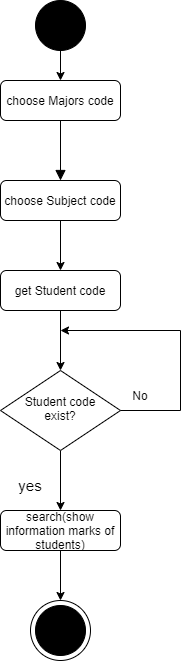 choose Majors code
choose Subject code
get Student code
Student code
exist?
No
yes
search(show
information marks of
students)